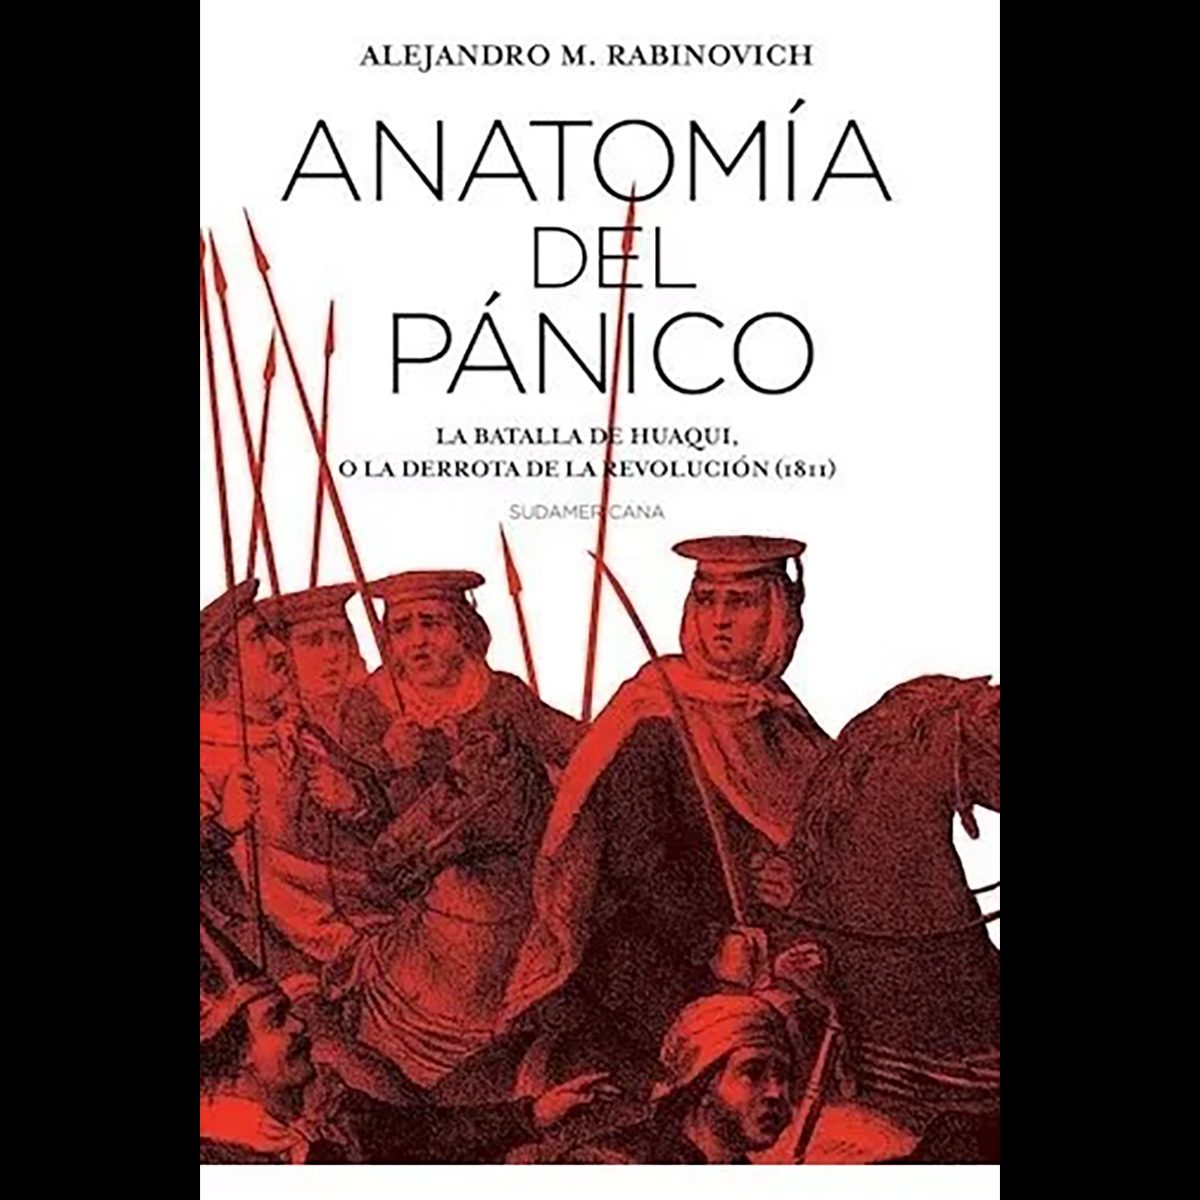 ALEJANDRO M. RABINOVICH
ANATOMÍA
DEL
PÁNICO
LA BATALLA DE HUAQUI,
O LA DERROTA DE LA REVOLUCIÓN (1811)
SUDAMERICANA